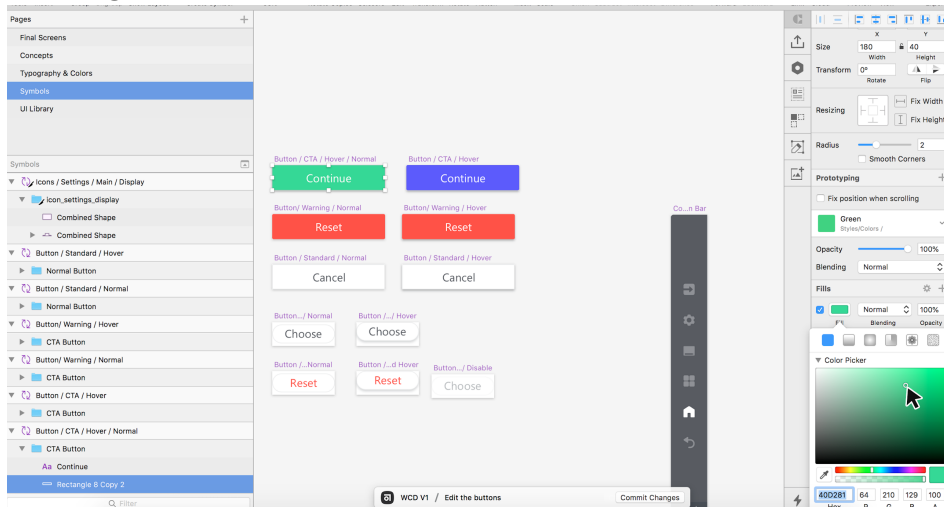 Pages
Final Screens
Concepts
Typography & Colors
Symbols
UI Library
Symbols
Icons / Settings / Main / Display
icon_settings_display
Combined Shape
Combined Shape
Button / Standard / Hover
Normal Button
Button / Standard / Normal
Normal Button
Button/ Warning / Hover
CTA Button
Button/ Warning / Normal
CTA Button
Button / CTA / Hover
CTA Button
Button / CTA / Hover / Normal
CTA Button
Aa Continue
Rectangle 8 Copy 2
Filter
Button / CTA / Hover / Normal
Button / CTA / Hover
Continue
Continue
Button/ Warning / Normal
Button/ Warning / Hover
Reset
Reset
Button / Standard / Normal
Button / Standard / Hover
Cancel
Cancel
Button.../ Normal
Button / .../ Hover
Choose
Choose
Button /...Normal
Button /...d Hover
Button.../ Disable
Reset
Reset
Choose
Co...n Bar
WCD V1 / Edit the buttons
Commit Changes
X Y
Size 180 40
Width Height
Transform 0°
Rotate Flip
Resizing
Fix Width
Fix Height
Radius 2
Smooth Corners
Prototyping
Fix position when scrolling
Green
Styles/Colors /
Opacity 100%
Blending Normal
Fills
Normal 100%
Fill Blending Opacity
Color Picker
40D281 64 210 129 100
Hex R G B A